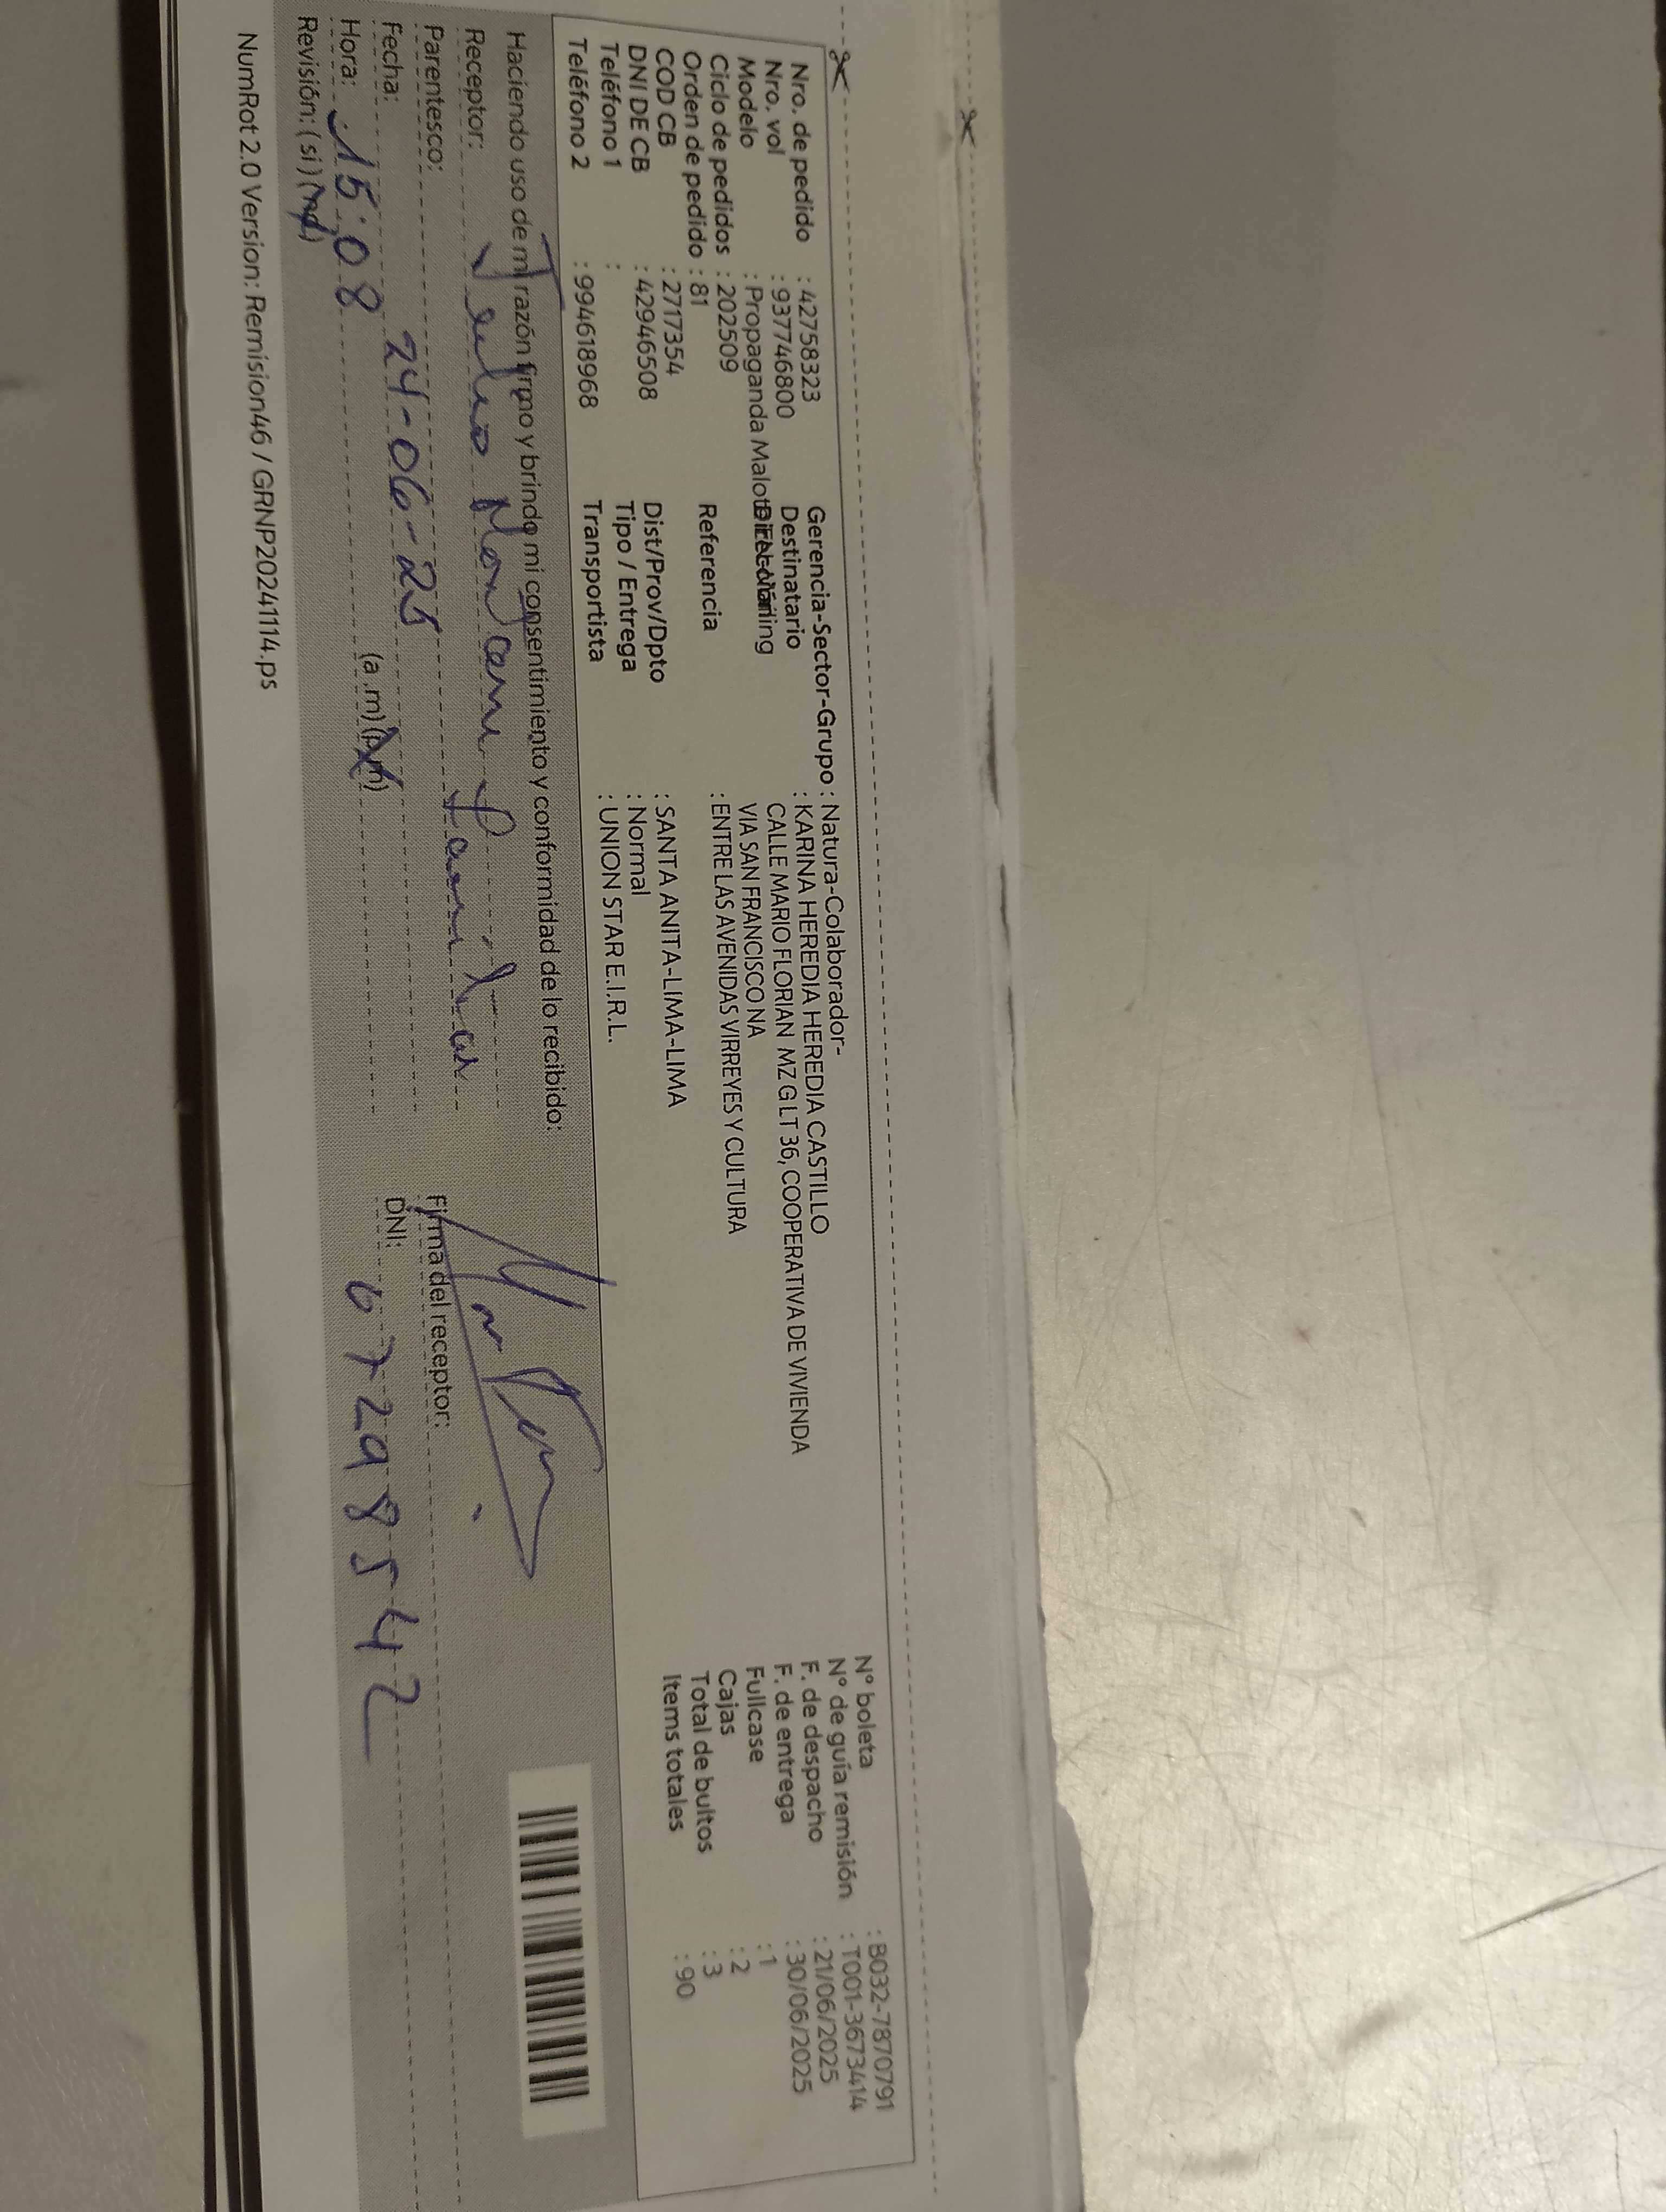 Nro. de pedido : 42758323
Nro. vol : 937746800
Modelo : Propaganda Malote
Ciclo de pedidos : 202509
Orden de pedido : 81
COD CB : 2717354
DNI DE CB : 42946508
Teléfono 1 :
Teléfono 2 : 994618968
Gerencia-Sector-Grupo : Natura-Colaborador-
Destinatario : KARINA HEREDIA HEREDIA CASTILLO
CALLE MARIO FLORIAN MZ G LT 36, COOPERATIVA DE VIVIENDA
VIA SAN FRANCISCO NA
Referencia : ENTRE LAS AVENIDAS VIRREYES Y CULTURA
Dist/Prov/Dpto : SANTA ANITA-LIMA-LIMA
Tipo / Entrega : Normal
Transportista : UNION STAR E.I.R.L.
N° boleta : B032-7870791
N° de guía remisión : T001-3673414
F. de despacho : 21/06/2025
F. de entrega : 30/06/2025
Fullcase : 1
Cajas : 2
Total de bultos : 3
Items totales : 90
Haciendo uso de mi razón firmo y brindo mi consentimiento y conformidad de lo recibido:
Receptor:
Parentesco: familiar
Fecha: 24-06-25
Hora: 15:08 (a.m) (p.m)
Revisión: (si) (no)
Firma del receptor:
DNI: 67298542
NumRot 2.0 Version: Remision46 / GRNP20241114.ps